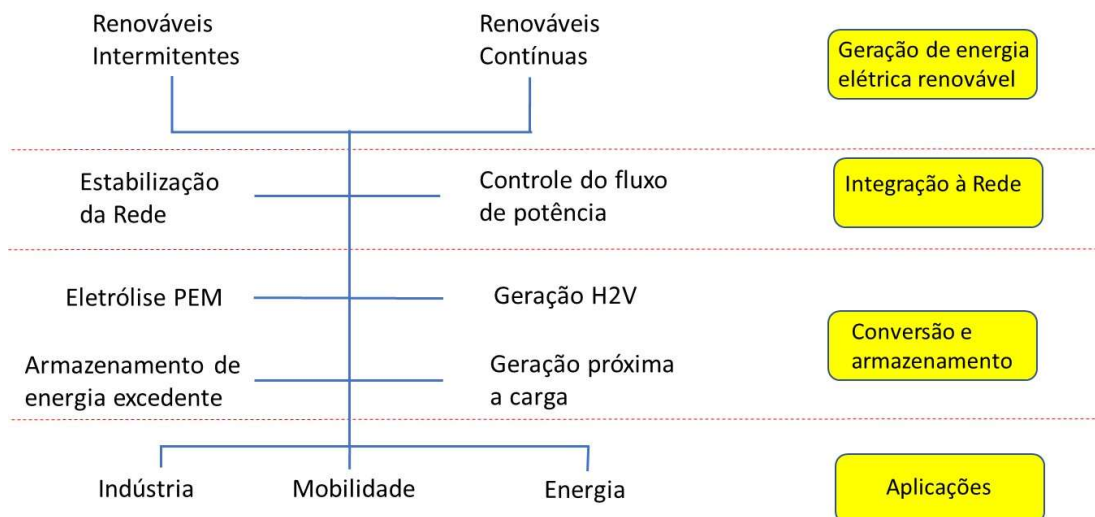 Renováveis
Intermitentes
Renováveis
Contínuas
Geração de energia
elétrica renovável
Estabilização
da Rede
Controle do fluxo
de potência
Integração à Rede
Eletrólise PEM
Geração H2V
Conversão e
armazenamento
Armazenamento de
energia excedente
Geração próxima
a carga
Indústria
Mobilidade
Energia
Aplicações